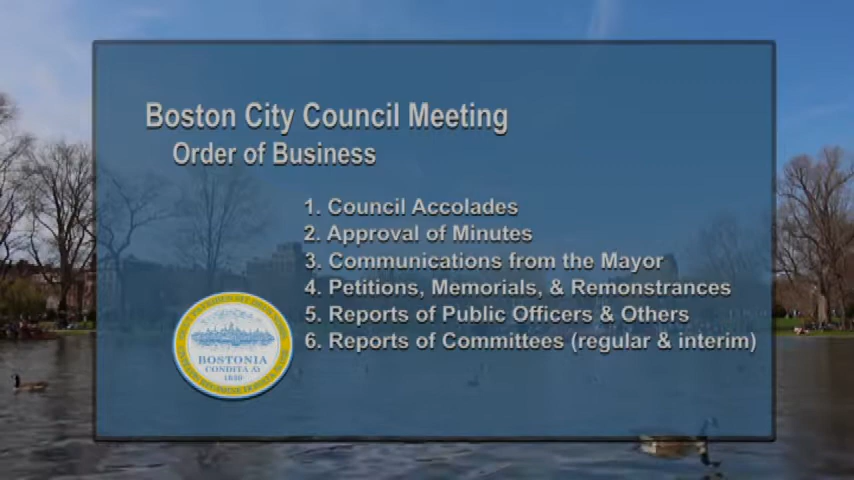 Boston City Council Meeting
Order of Business
1. Council Accolades
2. Approval of Minutes
3. Communications from the Mayor
4. Petitions, Memorials, & Remonstrances
5. Reports of Public Officers & Others
6. Reports of Committees (regular & interim)
BOSTONIA
CONDITA AD